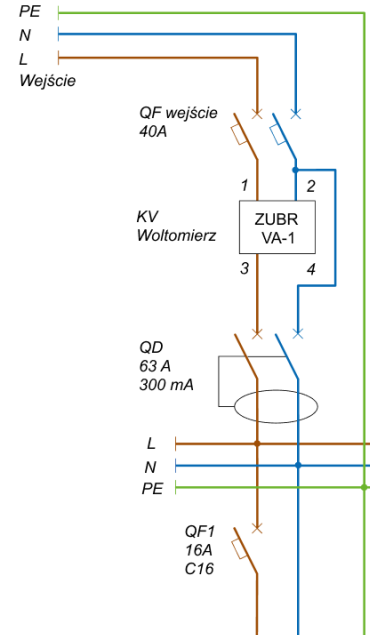 PE
N
L
Wejście
QF wejście
40A
1
2
KV
Woltomierz
ZUBR
VA-1
3
4
QD
63 A
300 mA
L
N
PE
QF1
16A
C16